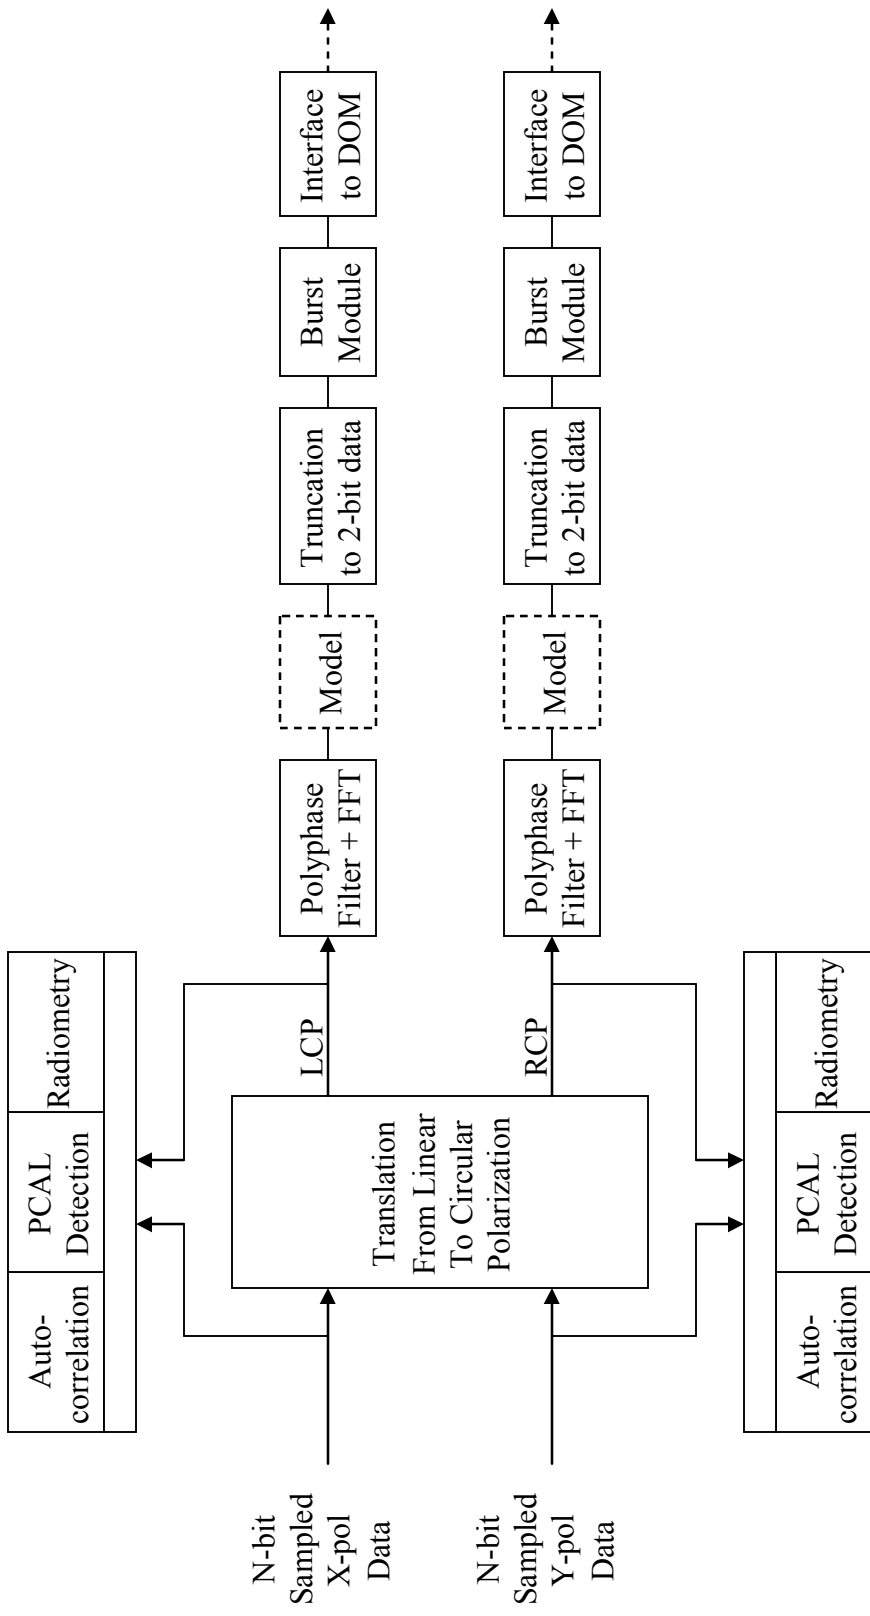 Auto-
correlation
PCAL
Detection
Radiometry
N-bit
Sampled
X-pol
Data
LCP
Polyphase
Filter + FFT
Model
Truncation
to 2-bit data
Burst
Module
Interface
to DOM
Translation
From Linear
To Circular
Polarization
N-bit
Sampled
Y-pol
Data
RCP
Polyphase
Filter + FFT
Model
Truncation
to 2-bit data
Burst
Module
Interface
to DOM
Auto-
correlation
PCAL
Detection
Radiometry